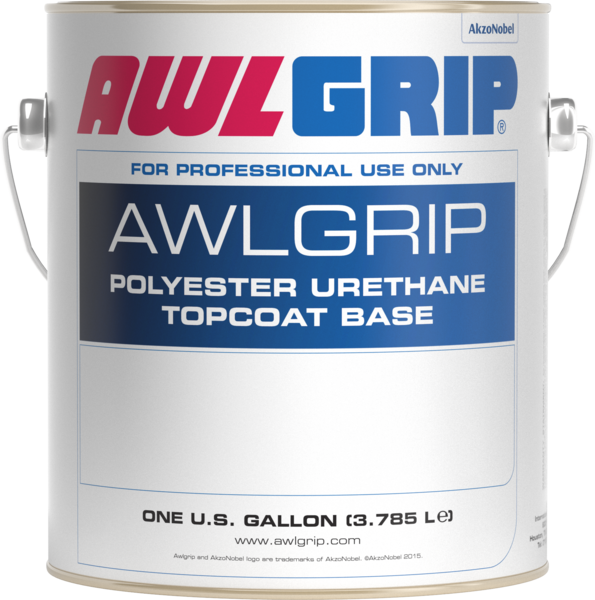 AkzoNobel
AWLGRIP®
FOR PROFESSIONAL USE ONLY
AWLGRIP
POLYESTER URETHANE
TOPCOAT BASE
ONE U.S. GALLON (3.785 L℮)
www.awlgrip.com
Awlgrip and AkzoNobel logo are trademarks of AkzoNobel. ©AkzoNobel 2015.